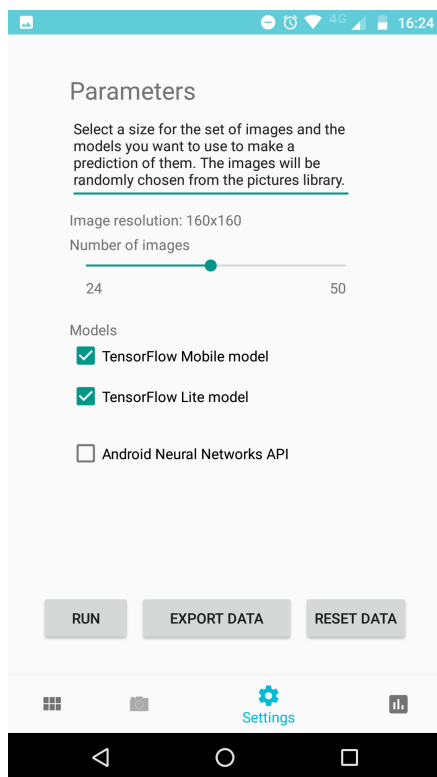 4G 16:24
Parameters
Select a size for the set of images and the
models you want to use to make a
prediction of them. The images will be
randomly chosen from the pictures library.
Image resolution: 160x160
Number of images
24 50
Models
TensorFlow Mobile model
TensorFlow Lite model
Android Neural Networks API
RUN EXPORT DATA RESET DATA
Settings